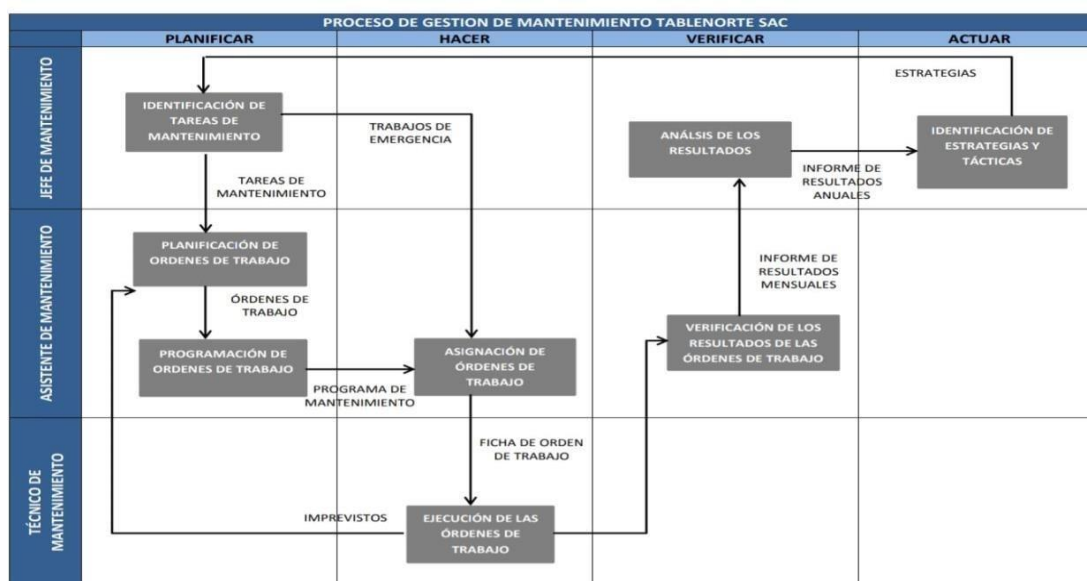 PROCESO DE GESTION DE MANTENIMIENTO TABLENORTE SAC
PLANIFICAR
HACER
VERIFICAR
ACTUAR
JEFE DE MANTENIMIENTO
ESTRATEGIAS
IDENTIFICACIÓN DE
TAREAS DE
MANTENIMIENTO
TRABAJOS DE
EMERGENCIA
ANÁLSIS DE LOS
RESULTADOS
IDENTIFICACIÓN DE
ESTRATEGIAS Y
TÁCTICAS
INFORME DE
RESULTADOS
ANUALES
TAREAS DE
MANTENIMIENTO
ASISTENTE DE MANTENIMIENTO
PLANIFICACIÓN DE
ORDENES DE TRABAJO
INFORME DE
RESULTADOS
MENSUALES
ÓRDENES DE
TRABAJO
PROGRAMACIÓN DE
ORDENES DE TRABAJO
ASIGNACIÓN DE
ÓRDENES DE
TRABAJO
VERIFICACIÓN DE LOS
RESULTADOS DE LAS
ÓRDENES DE TRABAJO
PROGRAMA DE
MANTENIMIENTO
TÉCNICO DE
MANTENIMIENTO
FICHA DE ORDEN
DE TRABAJO
IMPREVISTOS
EJECUCIÓN DE LAS
ÓRDENES DE
TRABAJO